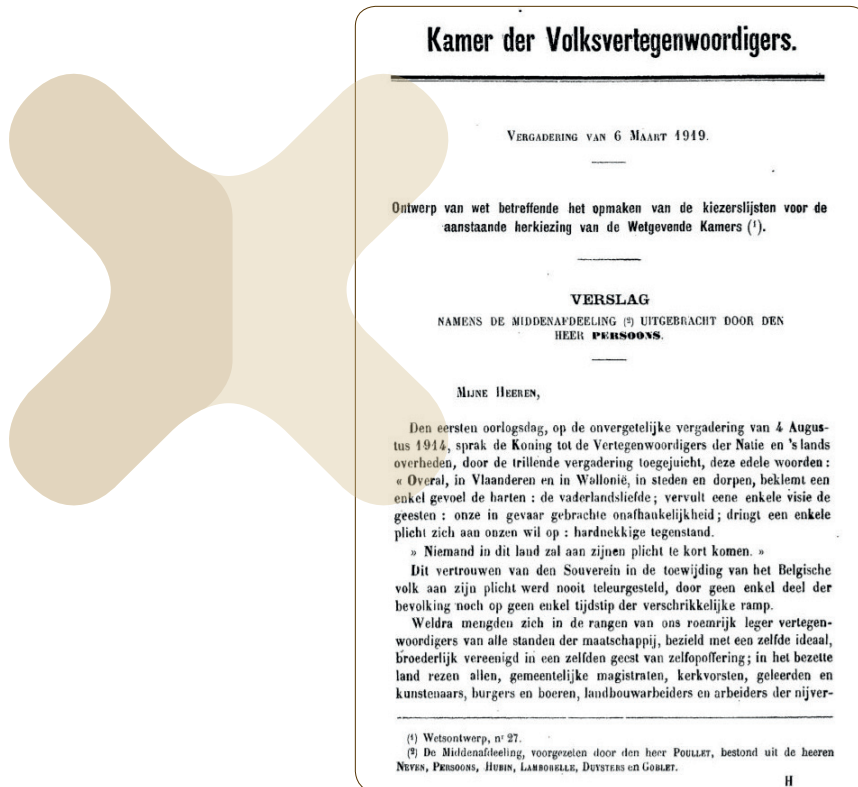 Kamer der Volksvertegenwoordigers.
VERGADERING VAN 6 MAART 1919.
Ontwerp van wet betreffende het opmaken van de kiezerslijsten voor de
aanstaande herkiezing van de Wetgevende Kamers (¹).
VERSLAG
NAMENS DE MIDDENAFDEELING (²) UITGEBRACHT DOOR DEN
HEER PERSOONS.
MIJNE HEEREN,
Den eersten oorlogsdag, op de onvergetelijke vergadering van 4 Augus-
tus 1914, sprak de Koning tot de Vertegenwoordigers der Natie en 's lands
overheden, door de trillende vergadering toegejuicht, deze edele woorden :
« Overal, in Vlaanderen en in Wallonië, in steden en dorpen, beklemt een
enkel gevoel de harten : de vaderlandsliefde ; vervult eene enkele visie de
geesten : onze in gevaar gebrachte onafhankelijkheid ; dringt een enkele
plicht zich aan onzen wil op : hardnekkige tegenstand.
» Niemand in dit land zal aan zijnen plicht te kort komen. »
Dit vertrouwen van den Souverein in de toewijding van het Belgische
volk aan zijn plicht werd nooit teleurgesteld, door geen enkel deel der
bevolking noch op geen enkel tijdstip der verschrikkelijke ramp.
Weldra mengden zich in de rangen van ons roemrijk leger vertegen-
woordigers van alle standen der maatschappij, bezield met een zelfde ideaal,
broederlijk vereenigd in een zelfden geest van zelfopoffering ; in het bezette
land rezen allen, gemeentelijke magistraten, kerkvorsten, geleerden en
kunstenaars, burgers en boeren, landbouwarbeiders en arbeiders der nijver-
(¹) Wetsontwerp, nʳ 27.
(²) De Middenafdeeling, voorgezeten door den heer POULLET, bestond uit de heeren
NEVEN, PERSOONS, HUBIN, LAMBORELLE, DUYSTERS en GOBLET.
H